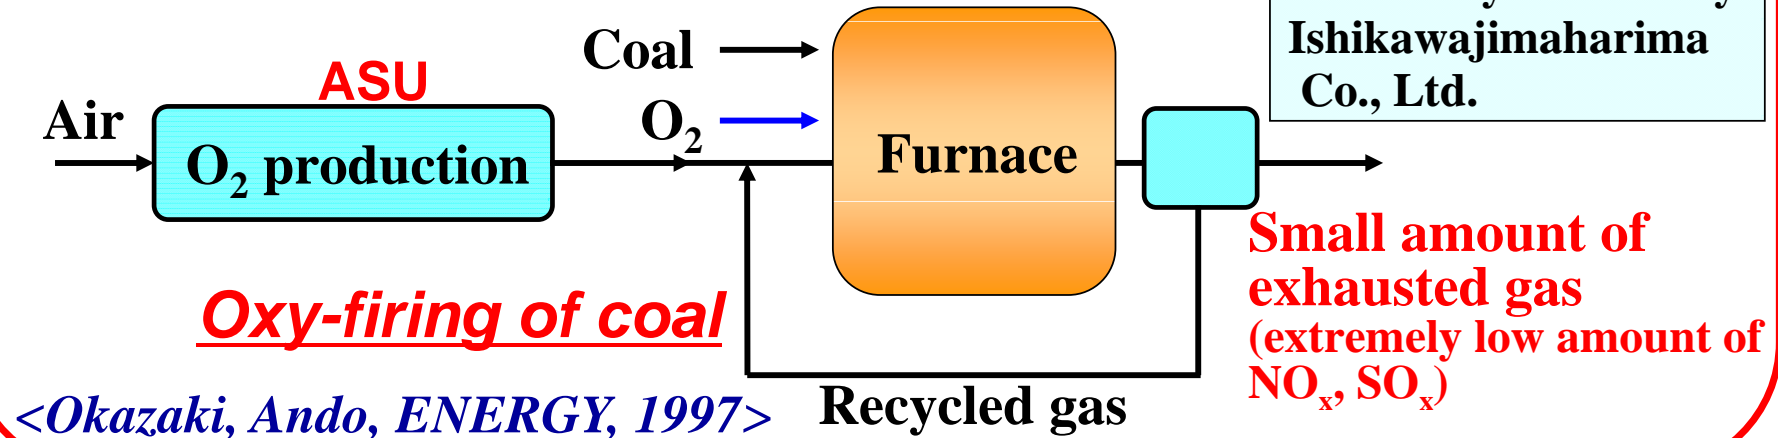 Ishikawajimaharima
Co., Ltd.
Coal
ASU
Air
O₂
O₂ production
Furnace
Small amount of
exhausted gas
(extremely low amount of
NOₓ, SOₓ)
Oxy-firing of coal
Recycled gas
<Okazaki, Ando, ENERGY, 1997>